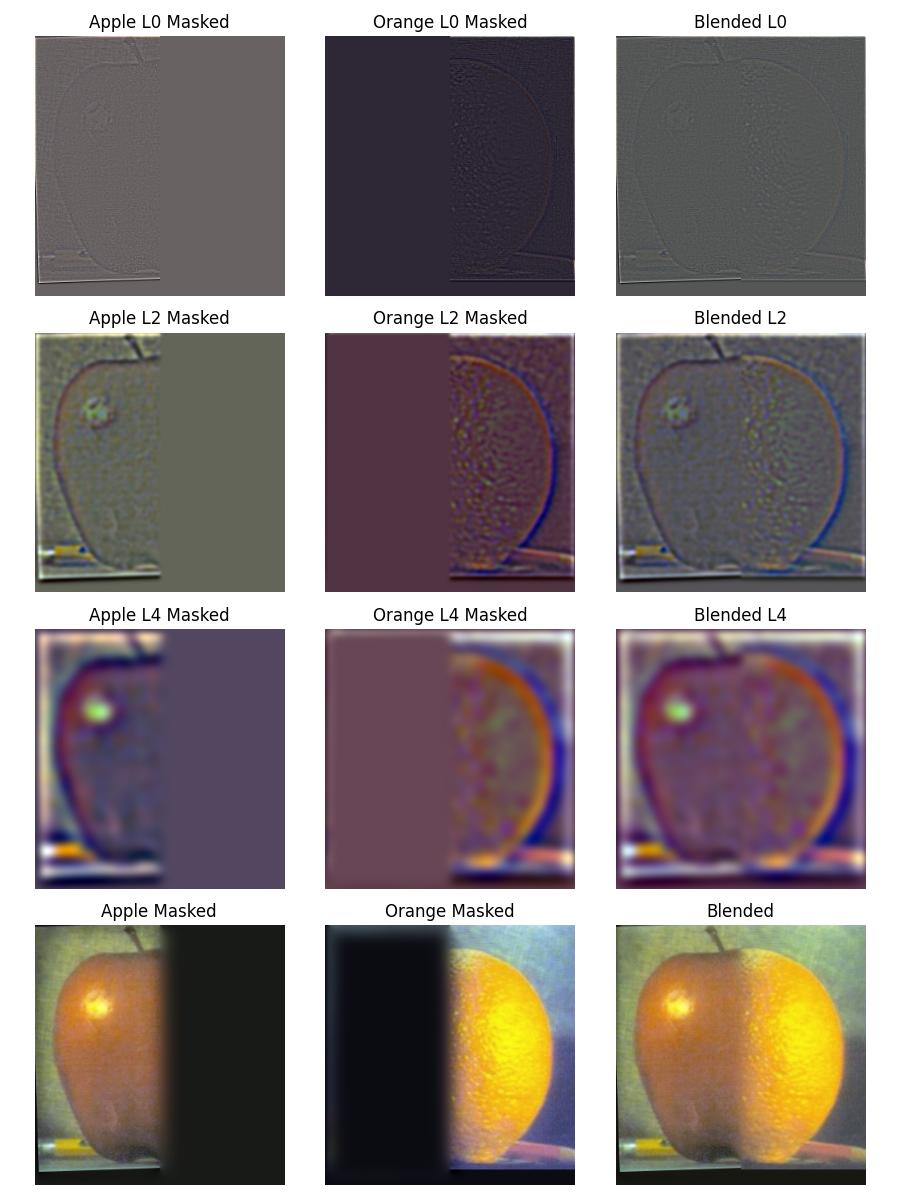 Apple L0 Masked
Orange L0 Masked
Blended L0
Apple L2 Masked
Orange L2 Masked
Blended L2
Apple L4 Masked
Orange L4 Masked
Blended L4
Apple Masked
Orange Masked
Blended